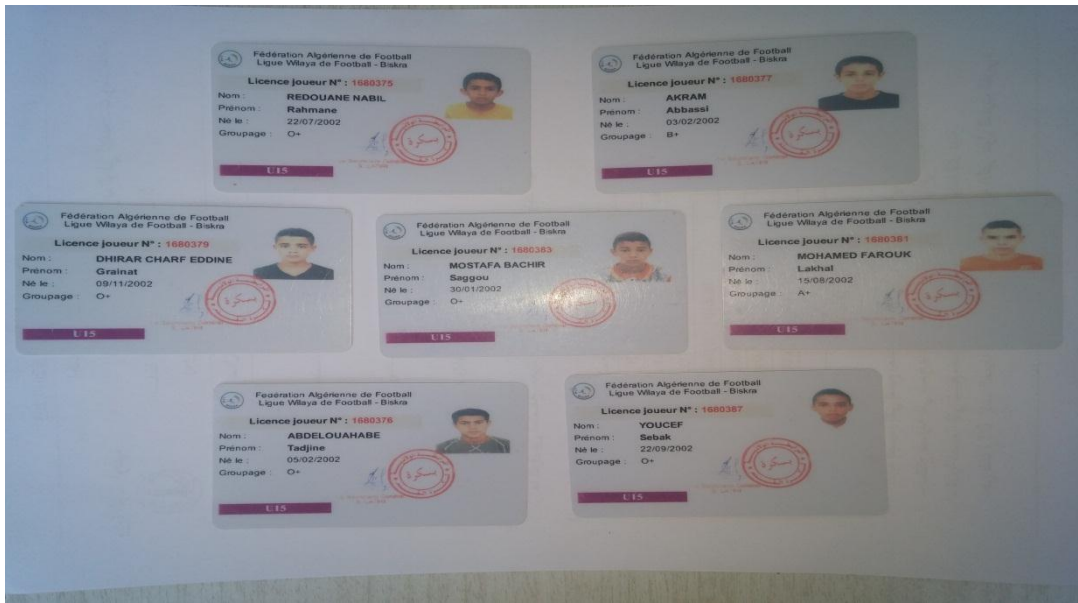 Fédération Algérienne de Football
Ligue Wilaya de Football - Biskra
Licence joueur N° : 1680375
Nom : REDOUANE NABIL
Prénom : Rahmane
Né le : 22/07/2002
Groupage : O+
بسكرة
U15
Fédération Algérienne de Football
Ligue Wilaya de Football - Biskra
Licence joueur N° : 1680377
Nom : AKRAM
Prénom : Abbassi
Né le : 03/02/2002
Groupage : B+
بسكرة
U15
Fédération Algérienne de Football
Ligue Wilaya de Football - Biskra
Licence joueur N° : 1680379
Nom : DHIRAR CHARF EDDINE
Prénom : Grainat
Né le : 09/11/2002
Groupage : O+
بسكرة
U15
Fédération Algérienne de Football
Ligue Wilaya de Football - Biskra
Licence joueur N° : 1680383
Nom : MOSTAFA BACHIR
Prénom : Saggou
Né le : 30/01/2002
Groupage : O+
بسكرة
U15
Fédération Algérienne de Football
Ligue Wilaya de Football - Biskra
Licence joueur N° : 1680381
Nom : MOHAMED FAROUK
Prénom : Lakhal
Né le : 15/08/2002
Groupage : A+
بسكرة
U15
Fédération Algérienne de Football
Ligue Wilaya de Football - Biskra
Licence joueur N° : 1680376
Nom : ABDELOUAHABE
Prénom : Tadjine
Né le : 05/02/2002
Groupage : O+
بسكرة
U15
Fédération Algérienne de Football
Ligue Wilaya de Football - Biskra
Licence joueur N° : 1680387
Nom : YOUCEF
Prénom : Sebak
Né le : 22/09/2002
Groupage : O+
بسكرة
U15